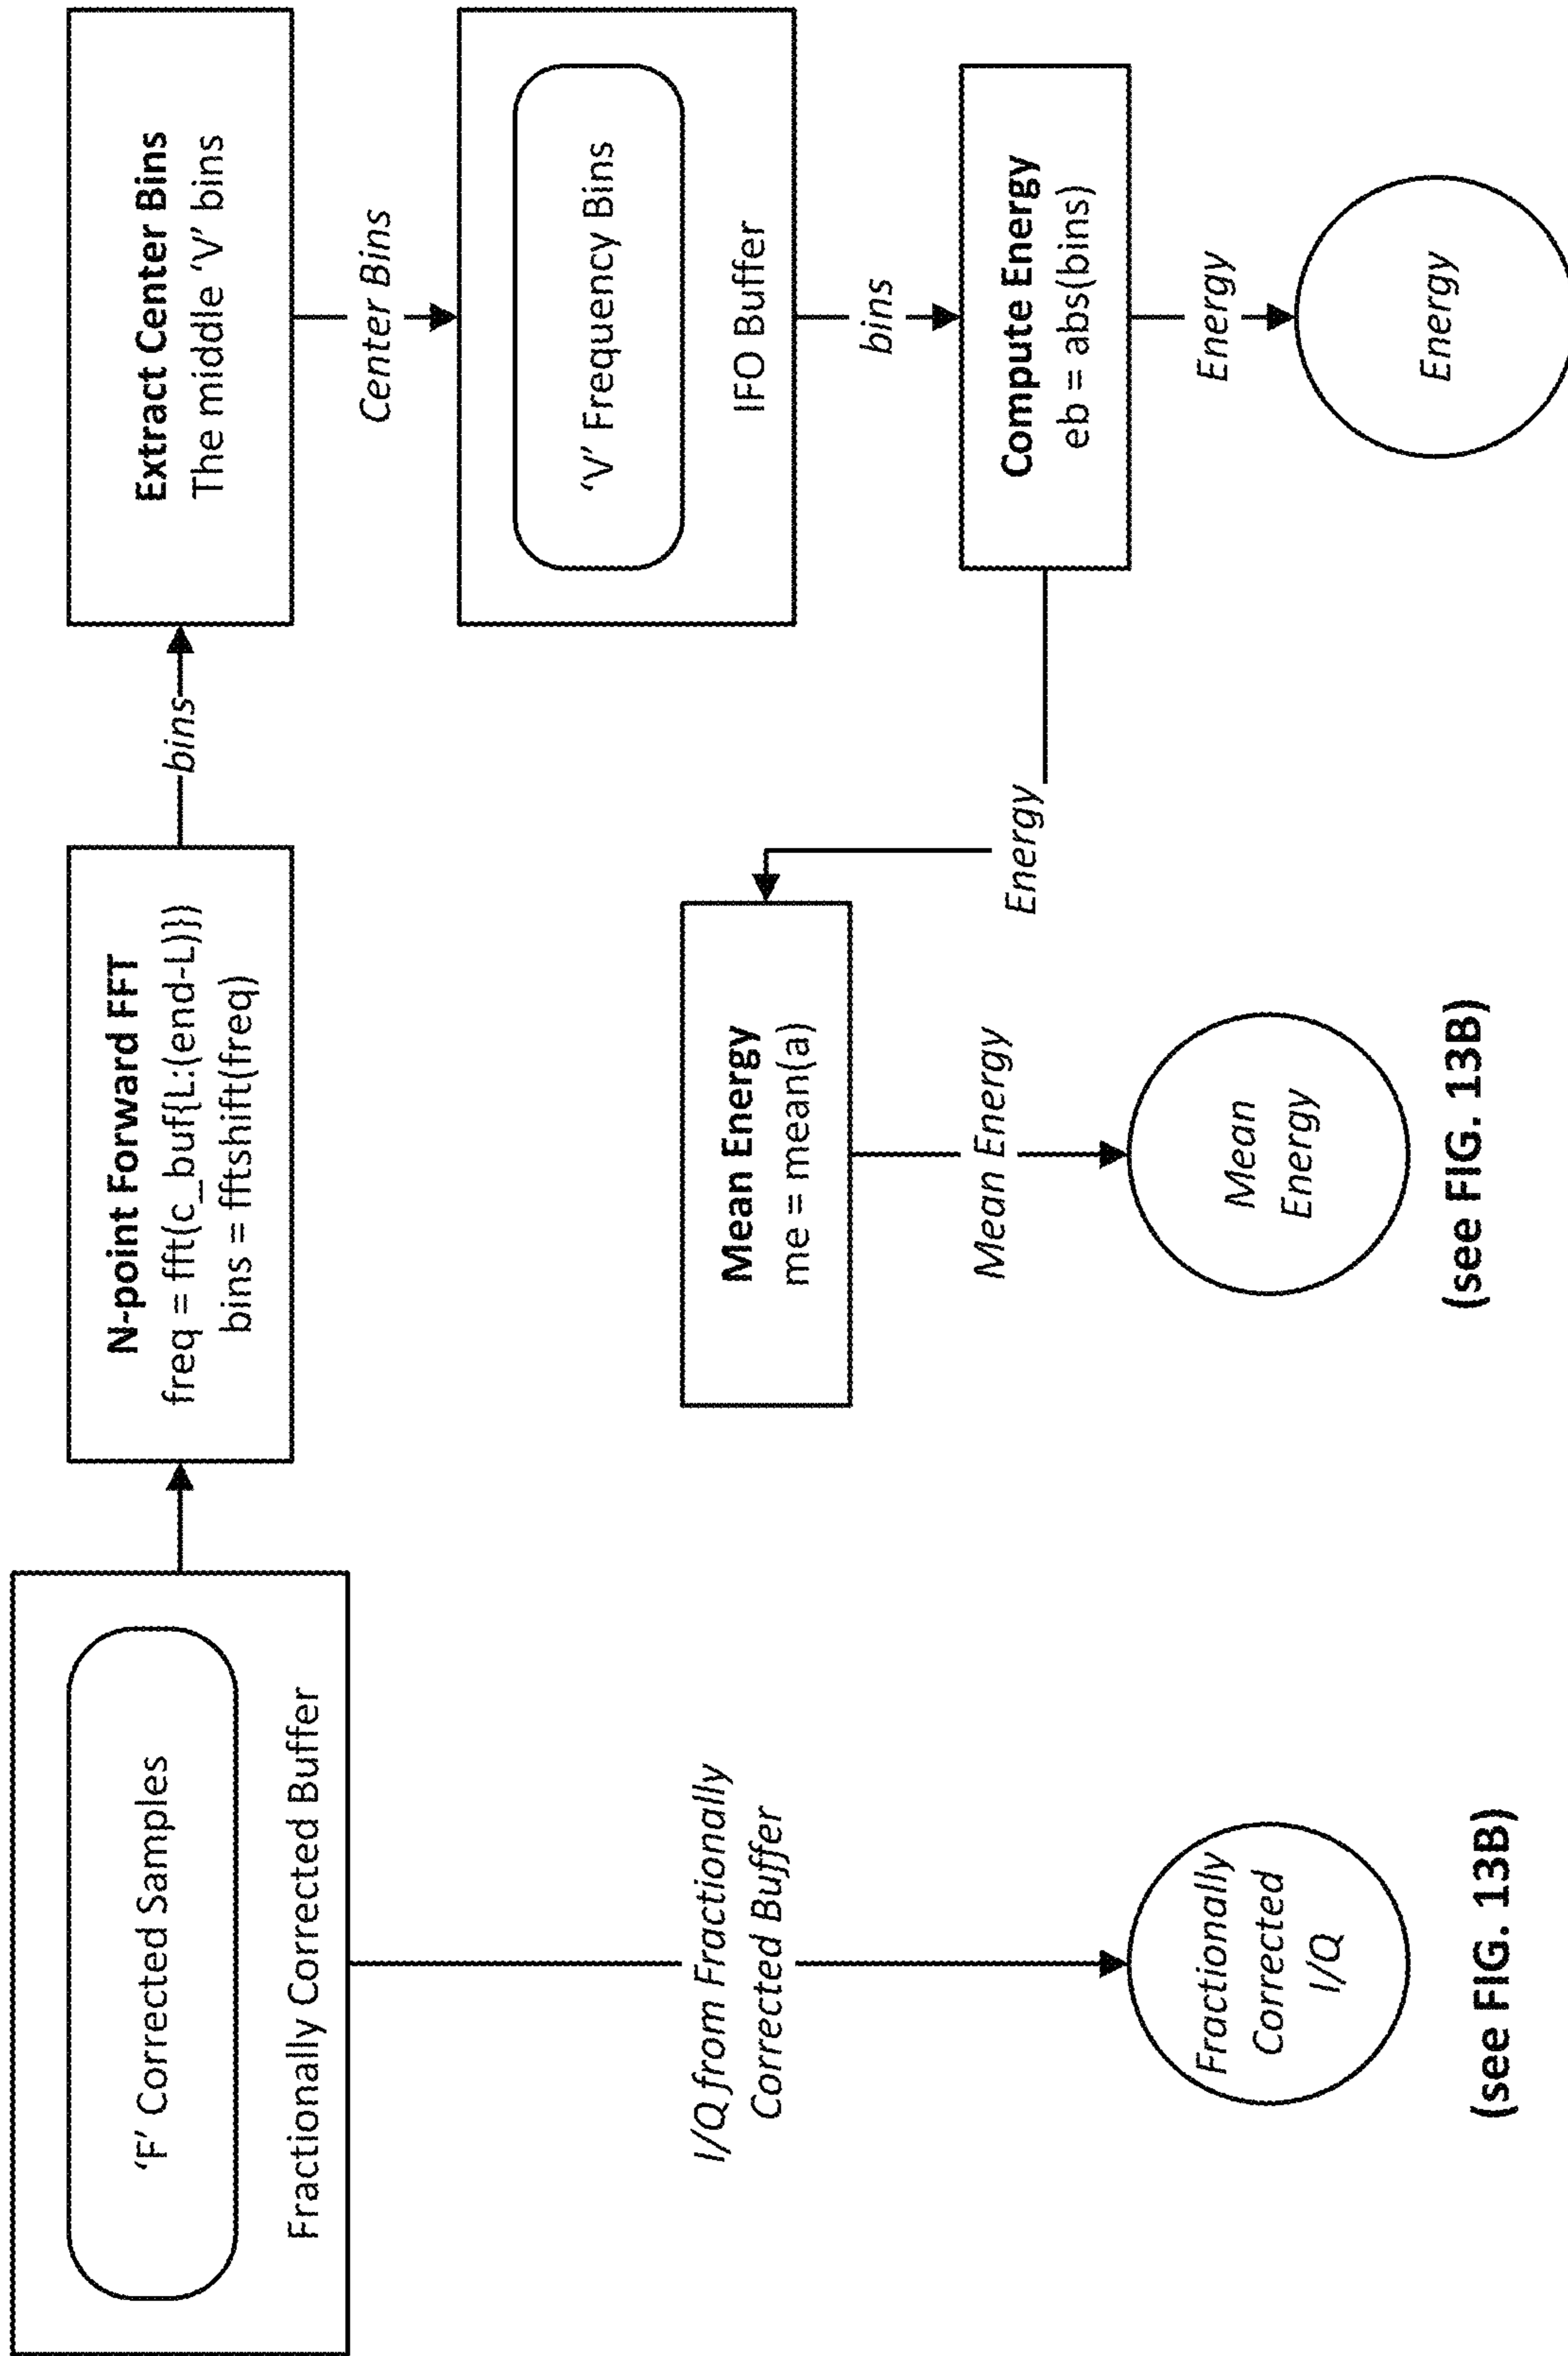 'F' Corrected Samples
Fractionally Corrected Buffer
N-point Forward FFT
freq = fft(c_buf{L:(end-L)})
bins = fftshift(freq)
bins
Extract Center Bins
The middle 'V' bins
Center Bins
'V' Frequency Bins
IFO Buffer
bins
Compute Energy
eb = abs(bins)
Energy
Energy
Energy
Mean Energy
me = mean(a)
Mean Energy
Mean
Energy
(see FIG. 13B)
I/Q from Fractionally
Corrected Buffer
Fractionally
Corrected
I/Q
(see FIG. 13B)